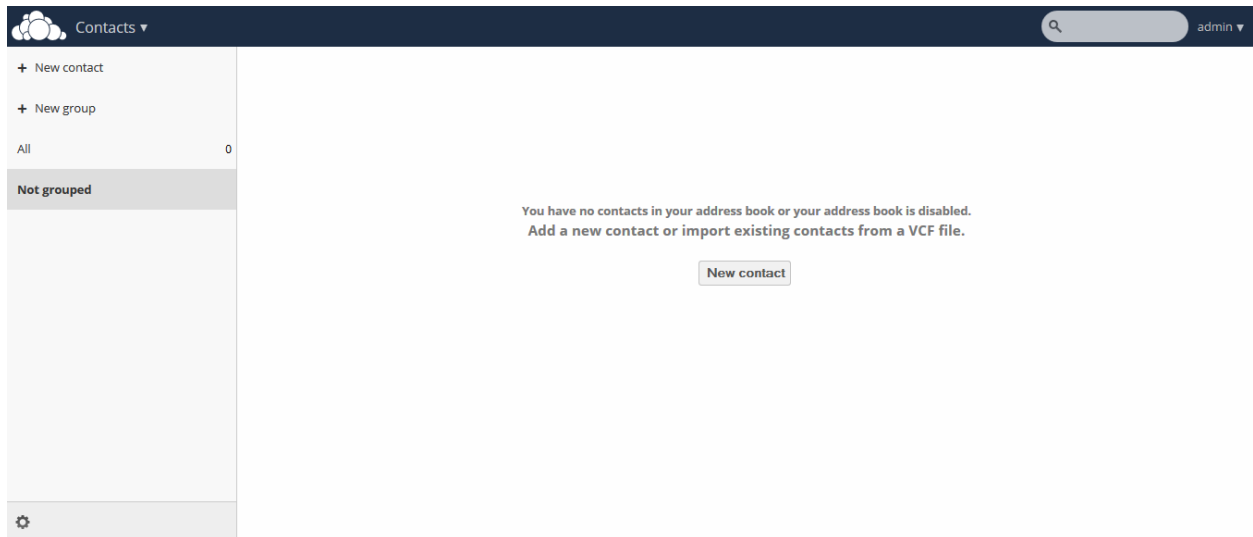 Contacts ▾
admin ▾
+ New contact
+ New group
All 0
Not grouped
You have no contacts in your address book or your address book is disabled.
Add a new contact or import existing contacts from a VCF file.
New contact